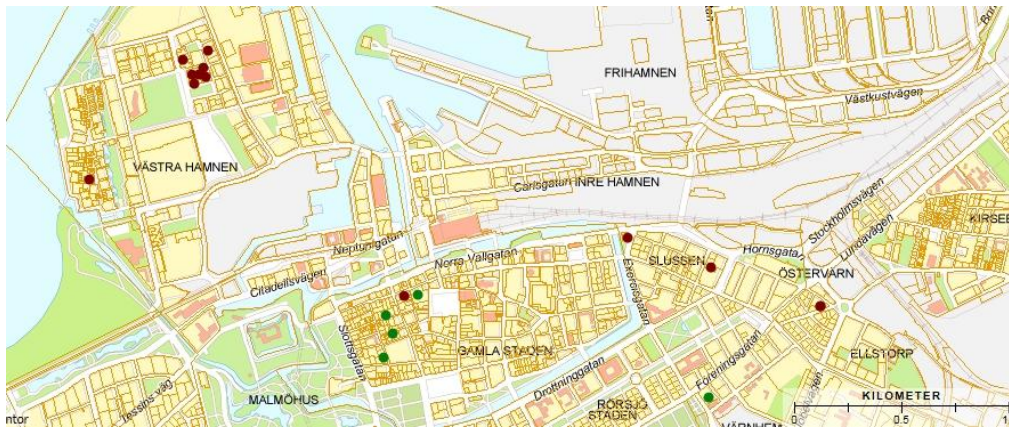 FRIHAMNEN
Västkustvägen
VÄSTRA HAMNEN
Carlsgatan
INRE HAMNEN
Stockholmsvägen
Lundavägen
KIRSEB
Neptunigatan
Norra Vallgatan
Hornsgatan
SLUSSEN
ÖSTERVÄRN
Citadellsvägen
Exercisgatan
Slottsgatan
GAMLA STADEN
Drottninggatan
Föreningsgatan
ELLSTORP
MALMÖHUS
Tessins väg
RÖRSJÖ
STADEN
KILOMETER
0
0.5
1
ntor
VÄRNHEM